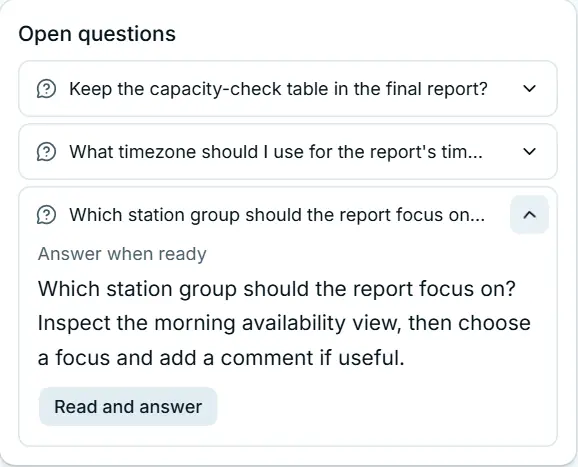 Open questions
Keep the capacity-check table in the final report?
What timezone should I use for the report's tim...
Which station group should the report focus on...
Answer when ready
Which station group should the report focus on?
Inspect the morning availability view, then choose
a focus and add a comment if useful.
Read and answer